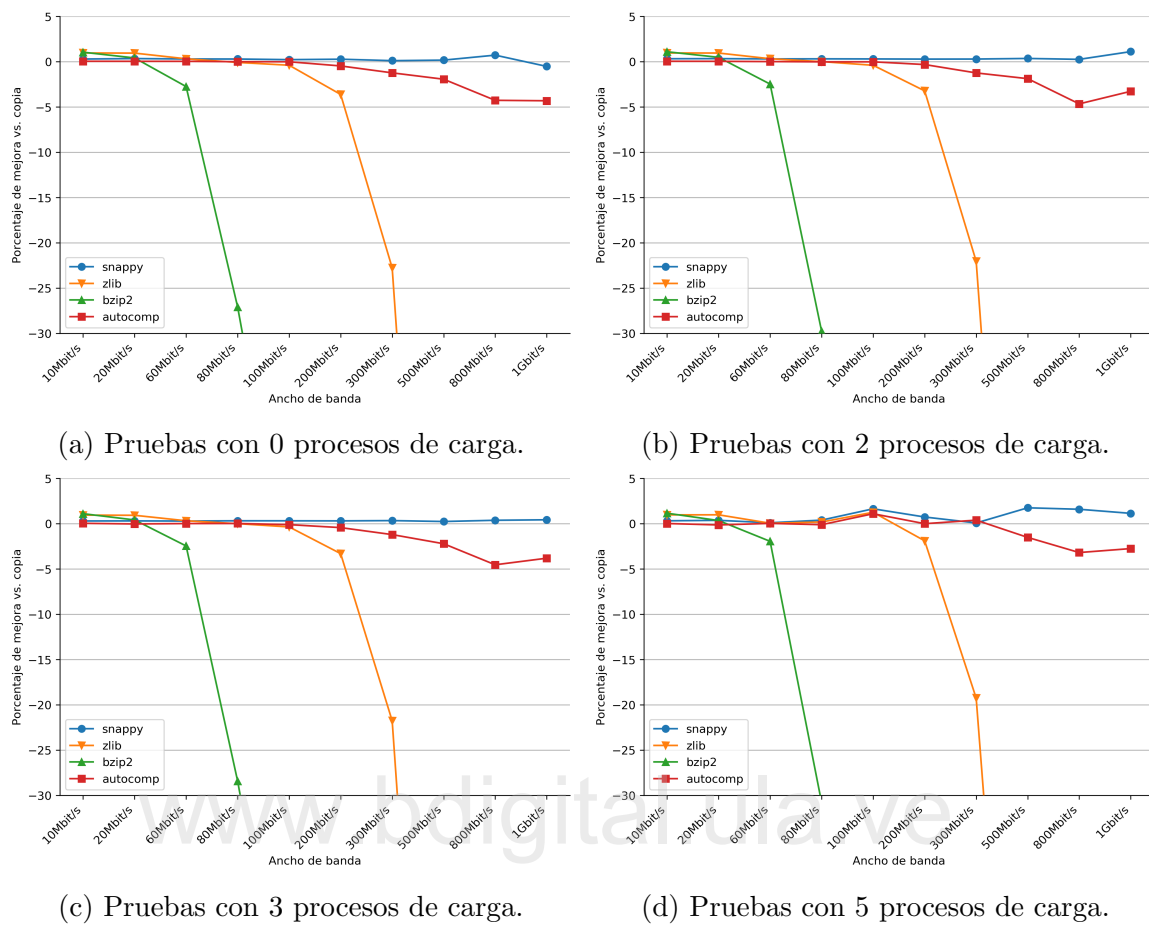 5
0
−5
−10
−15
−20
−25
−30
Porcentaje de mejora vs. copia
snappy
zlib
bzip2
autocomp
10Mbit/s
20Mbit/s
60Mbit/s
80Mbit/s
100Mbit/s
200Mbit/s
300Mbit/s
500Mbit/s
800Mbit/s
1Gbit/s
Ancho de banda
(a) Pruebas con 0 procesos de carga.
5
0
−5
−10
−15
−20
−25
−30
Porcentaje de mejora vs. copia
snappy
zlib
bzip2
autocomp
10Mbit/s
20Mbit/s
60Mbit/s
80Mbit/s
100Mbit/s
200Mbit/s
300Mbit/s
500Mbit/s
800Mbit/s
1Gbit/s
Ancho de banda
(b) Pruebas con 2 procesos de carga.
5
0
−5
−10
−15
−20
−25
−30
Porcentaje de mejora vs. copia
snappy
zlib
bzip2
autocomp
10Mbit/s
20Mbit/s
60Mbit/s
80Mbit/s
100Mbit/s
200Mbit/s
300Mbit/s
500Mbit/s
800Mbit/s
1Gbit/s
Ancho de banda
(c) Pruebas con 3 procesos de carga.
5
0
−5
−10
−15
−20
−25
−30
Porcentaje de mejora vs. copia
snappy
zlib
bzip2
autocomp
10Mbit/s
20Mbit/s
60Mbit/s
80Mbit/s
100Mbit/s
200Mbit/s
300Mbit/s
500Mbit/s
800Mbit/s
1Gbit/s
Ancho de banda
(d) Pruebas con 5 procesos de carga.
www.bdigital.ula.ve